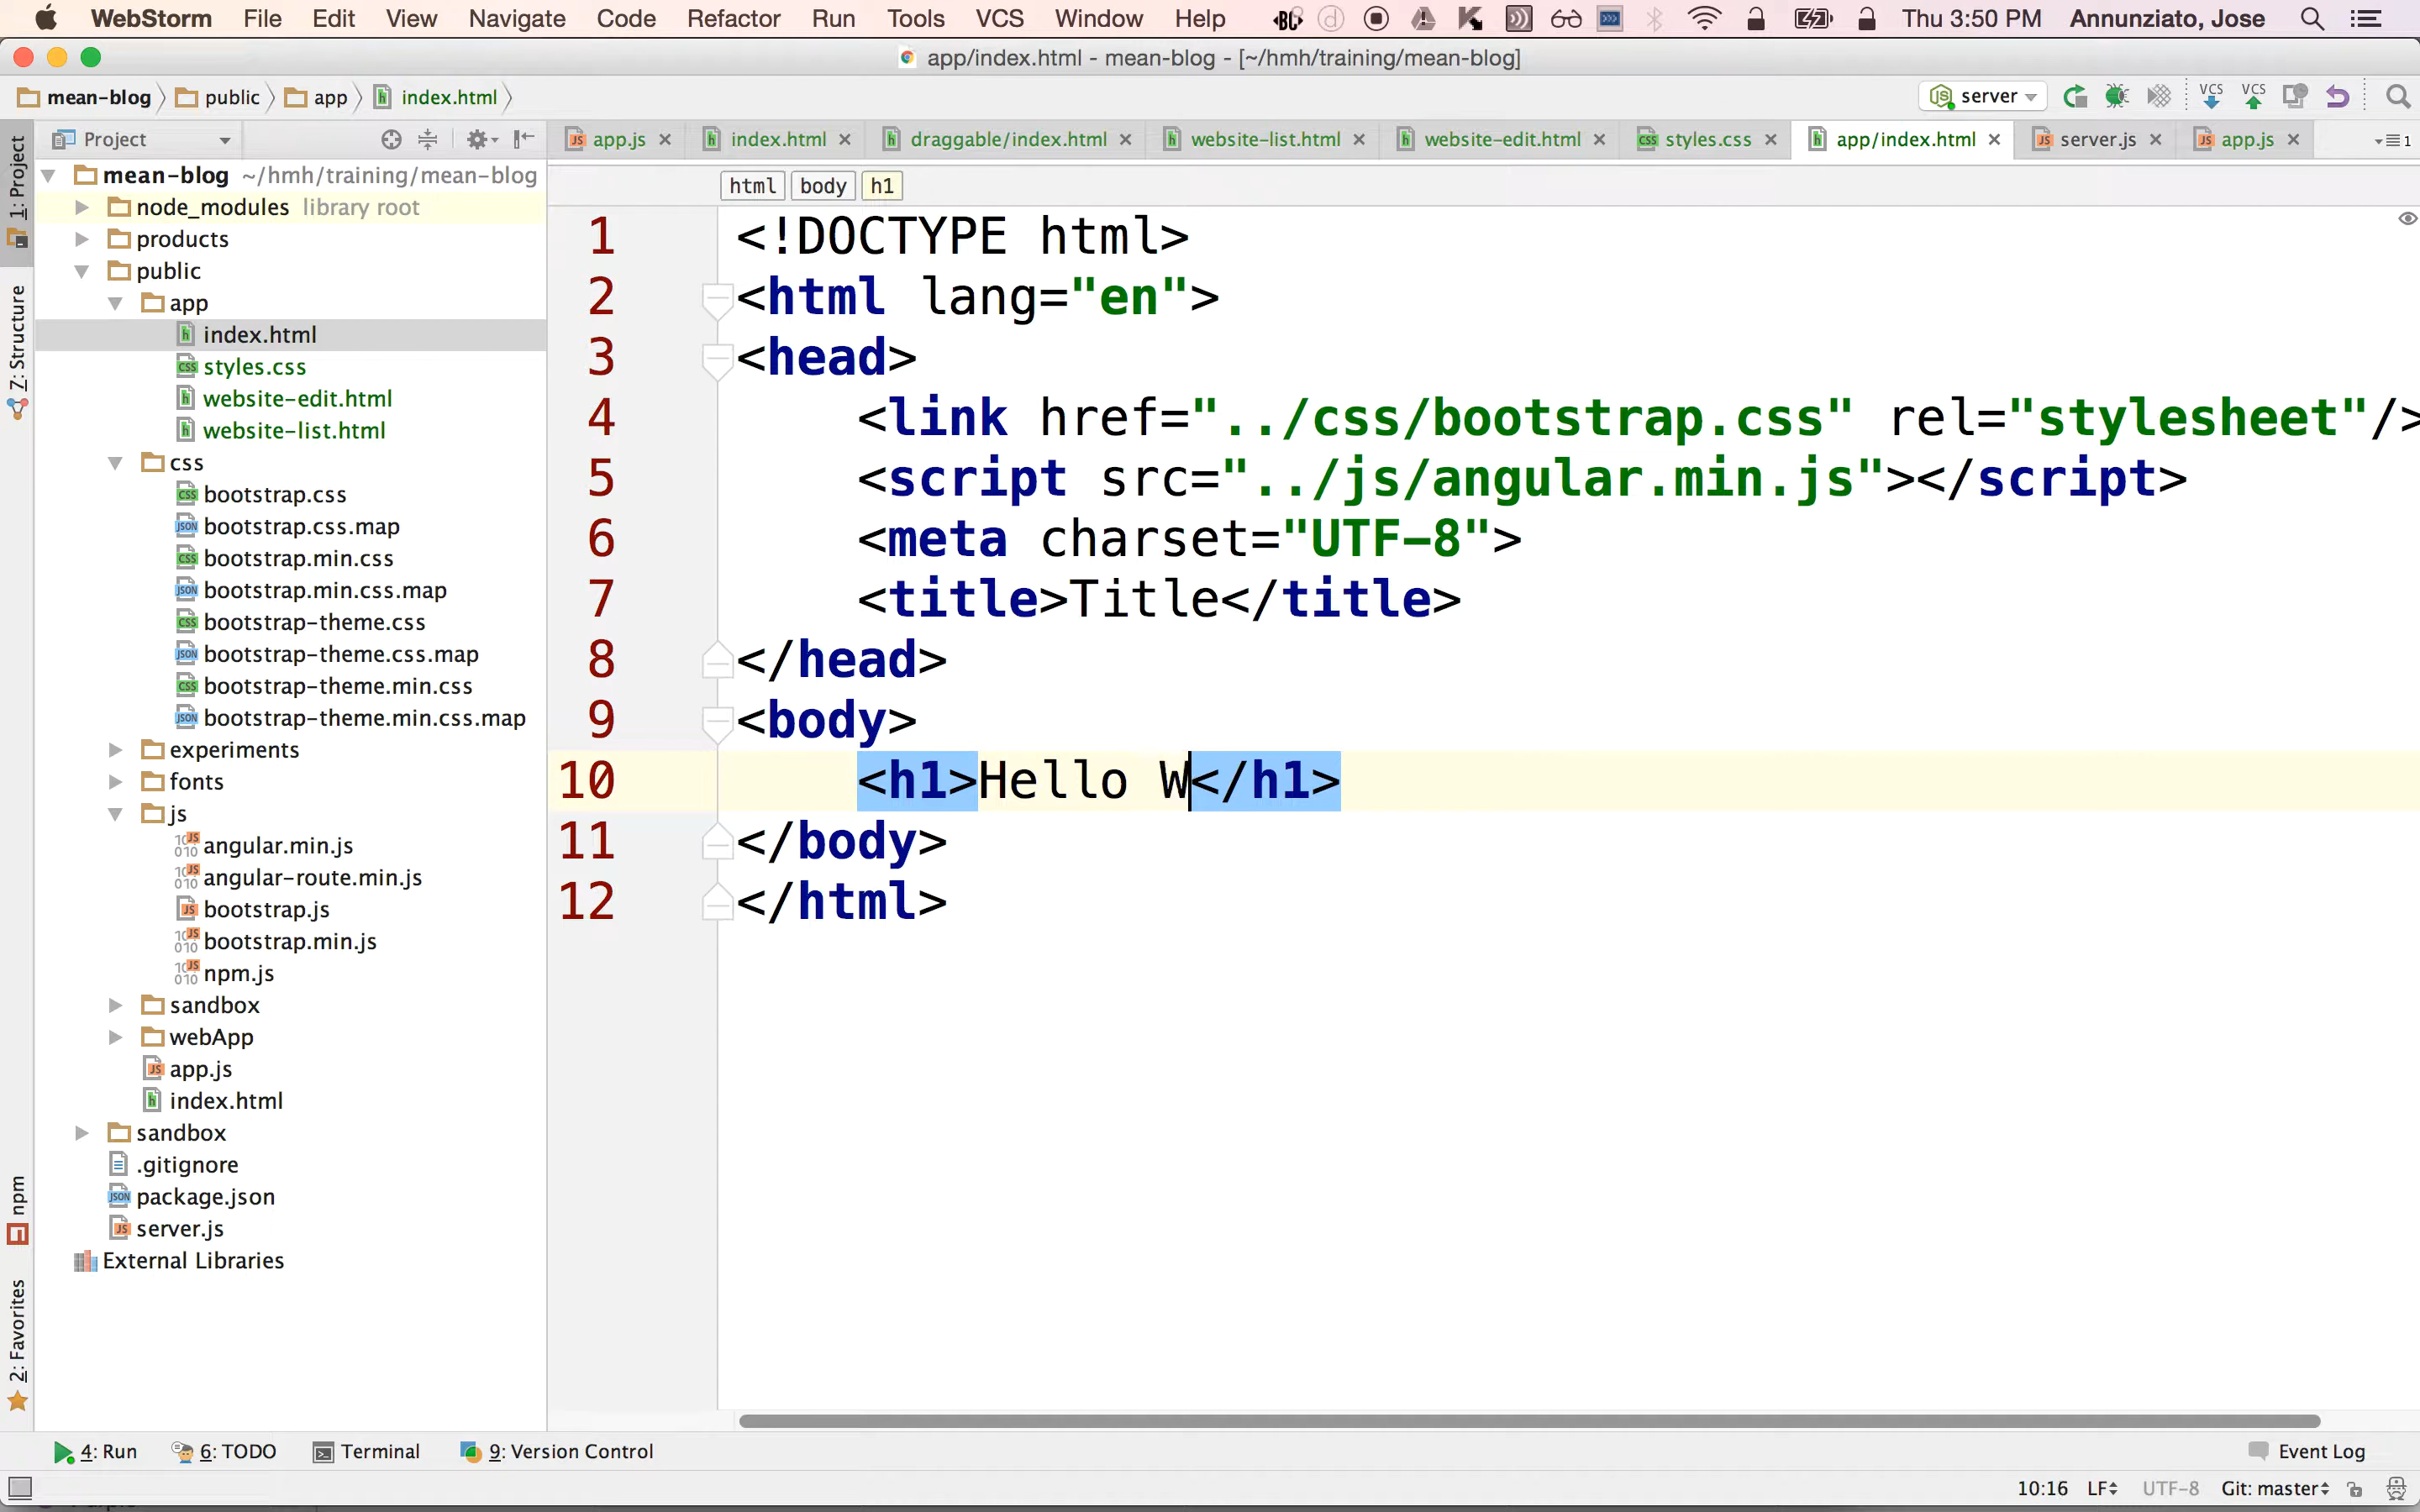 WebStorm File Edit View Navigate Code Refactor Run Tools VCS Window Help Thu 3:50 PM Annunziato, Jose
app/index.html - mean-blog - [~/hmh/training/mean-blog]
mean-blog public app index.html server VCS VCS
Project app.js index.html draggable/index.html website-list.html website-edit.html styles.css app/index.html server.js app.js 1
1: Project
7: Structure
npm
2: Favorites
mean-blog ~/hmh/training/mean-blog
node_modules library root
products
public
app
index.html
styles.css
website-edit.html
website-list.html
css
bootstrap.css
bootstrap.css.map
bootstrap.min.css
bootstrap.min.css.map
bootstrap-theme.css
bootstrap-theme.css.map
bootstrap-theme.min.css
bootstrap-theme.min.css.map
experiments
fonts
js
angular.min.js
angular-route.min.js
bootstrap.js
bootstrap.min.js
npm.js
sandbox
webApp
app.js
index.html
sandbox
.gitignore
package.json
server.js
External Libraries
html body h1
1 <!DOCTYPE html>
2 <html lang="en">
3 <head>
4 <link href="../css/bootstrap.css" rel="stylesheet"/>
5 <script src="../js/angular.min.js"></script>
6 <meta charset="UTF-8">
7 <title>Title</title>
8 </head>
9 <body>
10 <h1>Hello W</h1>
11 </body>
12 </html>
4: Run 6: TODO Terminal 9: Version Control Event Log
10:16 LF UTF-8 Git: master